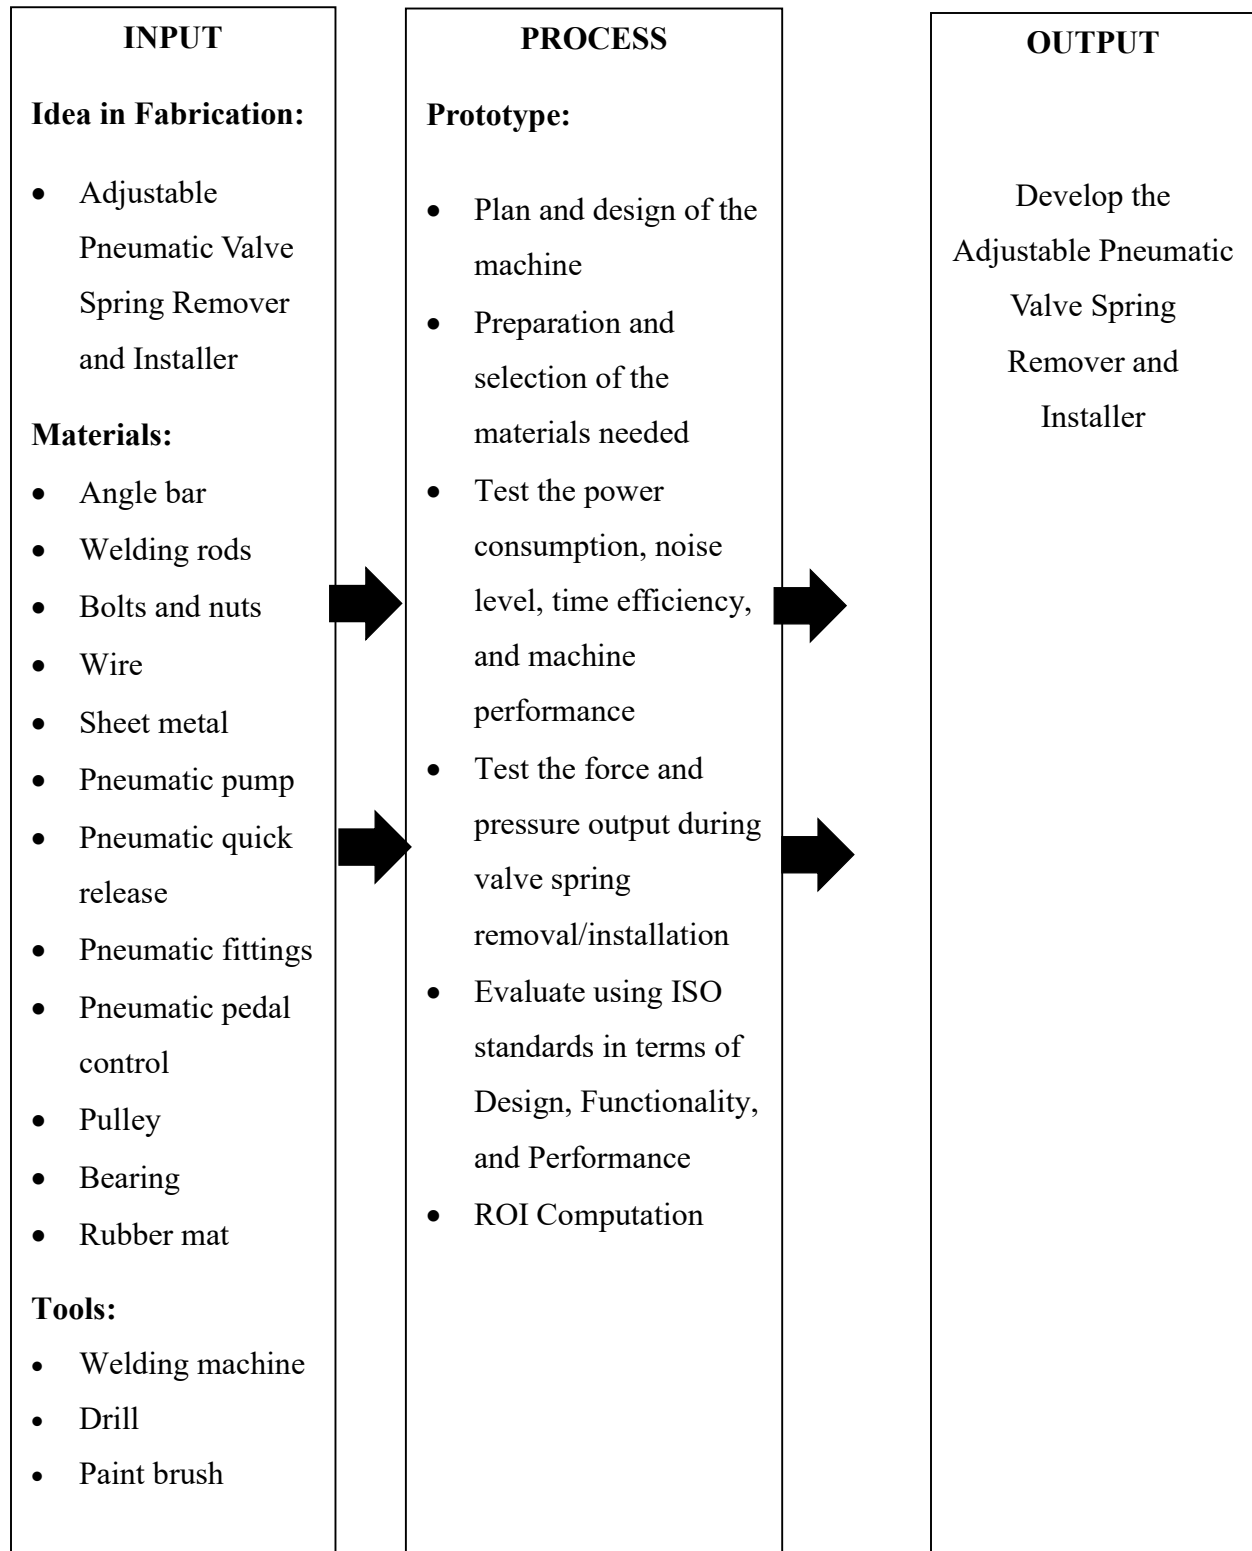 INPUT
Idea in Fabrication:
• Adjustable
Pneumatic Valve
Spring Remover
and Installer
Materials:
• Angle bar
• Welding rods
• Bolts and nuts
• Wire
• Sheet metal
• Pneumatic pump
• Pneumatic quick
release
• Pneumatic fittings
• Pneumatic pedal
control
• Pulley
• Bearing
• Rubber mat
Tools:
• Welding machine
• Drill
• Paint brush
PROCESS
Prototype:
• Plan and design of the
machine
• Preparation and
selection of the
materials needed
• Test the power
consumption, noise
level, time efficiency,
and machine
performance
• Test the force and
pressure output during
valve spring
removal/installation
• Evaluate using ISO
standards in terms of
Design, Functionality,
and Performance
• ROI Computation
OUTPUT
Develop the
Adjustable Pneumatic
Valve Spring
Remover and
Installer